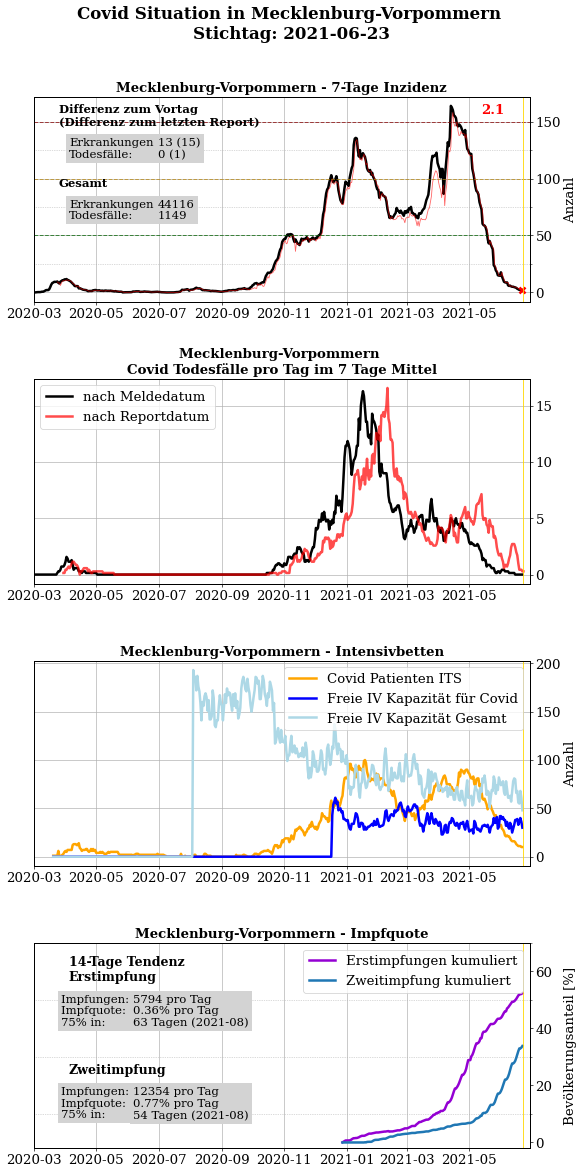 Covid Situation in Mecklenburg-Vorpommern
Stichtag: 2021-06-23
Mecklenburg-Vorpommern - 7-Tage Inzidenz
Differenz zum Vortag
(Differenz zum letzten Report)
Erkrankungen 13 (15)
Todesfälle: 0 (1)
Gesamt
Erkrankungen 44116
Todesfälle: 1149
2.1
150
100
50
0
Anzahl
2020-03 2020-05 2020-07 2020-09 2020-11 2021-01 2021-03 2021-05
Mecklenburg-Vorpommern
Covid Todesfälle pro Tag im 7 Tage Mittel
nach Meldedatum
nach Reportdatum
15
10
5
0
2020-03 2020-05 2020-07 2020-09 2020-11 2021-01 2021-03 2021-05
Mecklenburg-Vorpommern - Intensivbetten
Covid Patienten ITS
Freie IV Kapazität für Covid
Freie IV Kapazität Gesamt
200
150
100
50
0
Anzahl
2020-03 2020-05 2020-07 2020-09 2020-11 2021-01 2021-03 2021-05
Mecklenburg-Vorpommern - Impfquote
14-Tage Tendenz
Erstimpfung
Impfungen: 5794 pro Tag
Impfquote: 0.36% pro Tag
75% in: 63 Tagen (2021-08)
Zweitimpfung
Impfungen: 12354 pro Tag
Impfquote: 0.77% pro Tag
75% in: 54 Tagen (2021-08)
Erstimpfungen kumuliert
Zweitimpfung kumuliert
60
40
20
0
Bevölkerungsanteil [%]
2020-03 2020-05 2020-07 2020-09 2020-11 2021-01 2021-03 2021-05